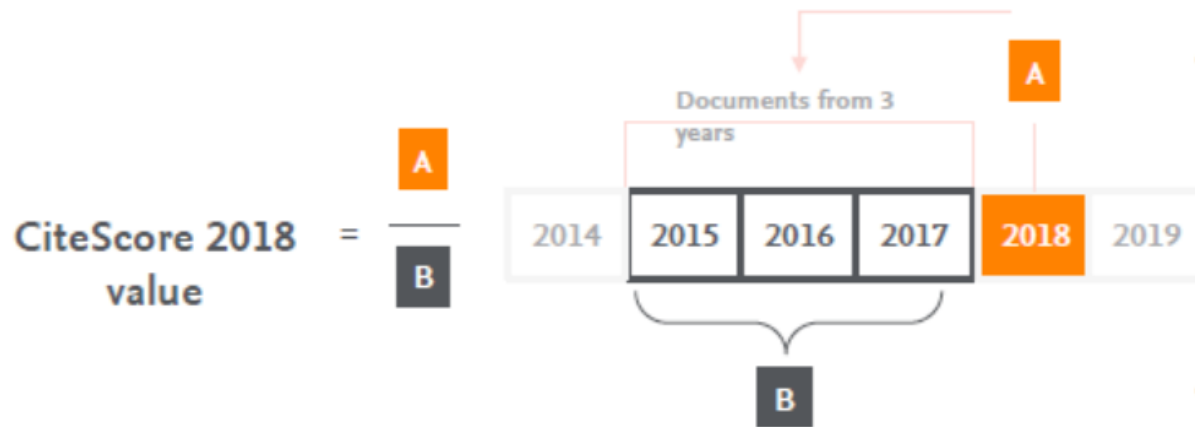 A
Documents from 3
years
A
CiteScore 2018
value
=
B
2014 2015 2016 2017 2018 2019
B